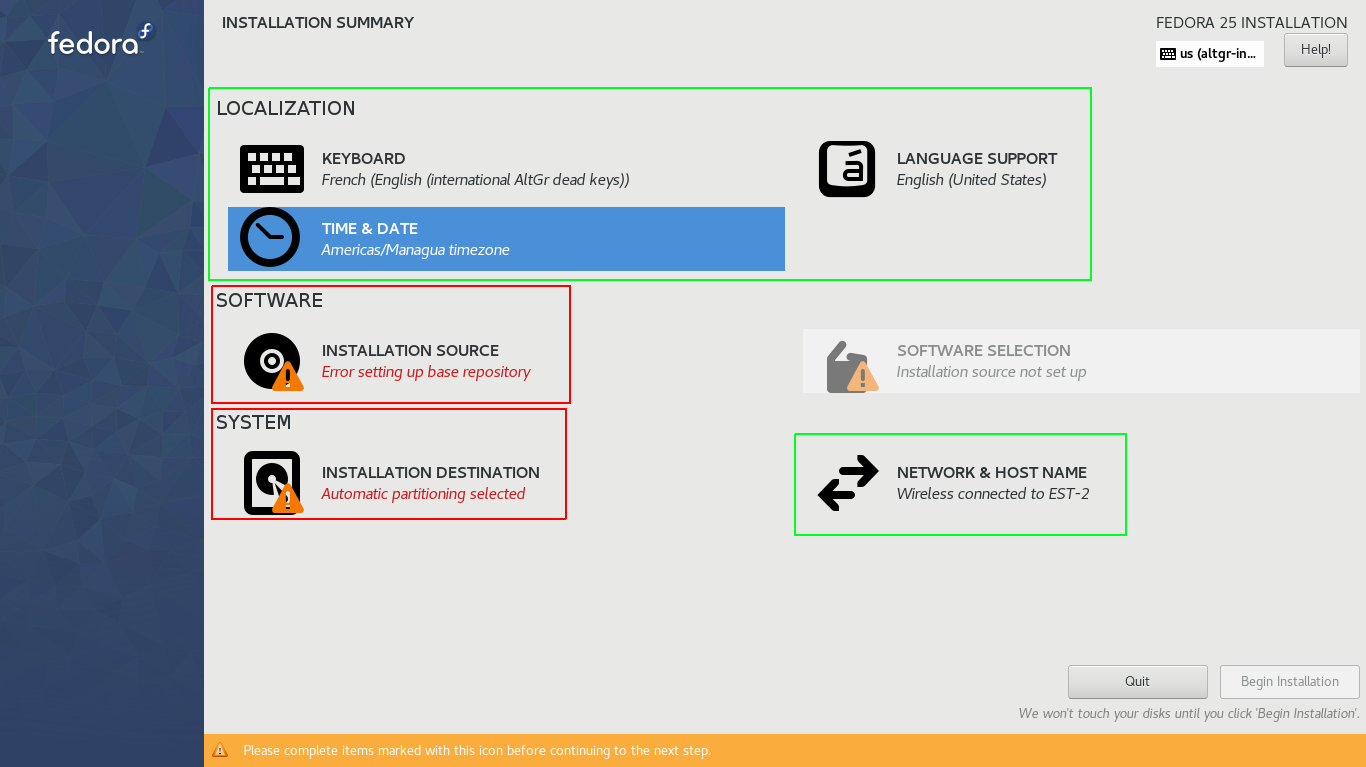 fedora
INSTALLATION SUMMARY
FEDORA 25 INSTALLATION
us (altgr-in...
Help!
LOCALIZATION
KEYBOARD
French (English (international AltGr dead keys))
LANGUAGE SUPPORT
English (United States)
TIME & DATE
Americas/Managua timezone
SOFTWARE
INSTALLATION SOURCE
Error setting up base repository
SOFTWARE SELECTION
Installation source not set up
SYSTEM
INSTALLATION DESTINATION
Automatic partitioning selected
NETWORK & HOST NAME
Wireless connected to EST-2
Quit
Begin Installation
We won't touch your disks until you click 'Begin Installation'.
Please complete items marked with this icon before continuing to the next step.